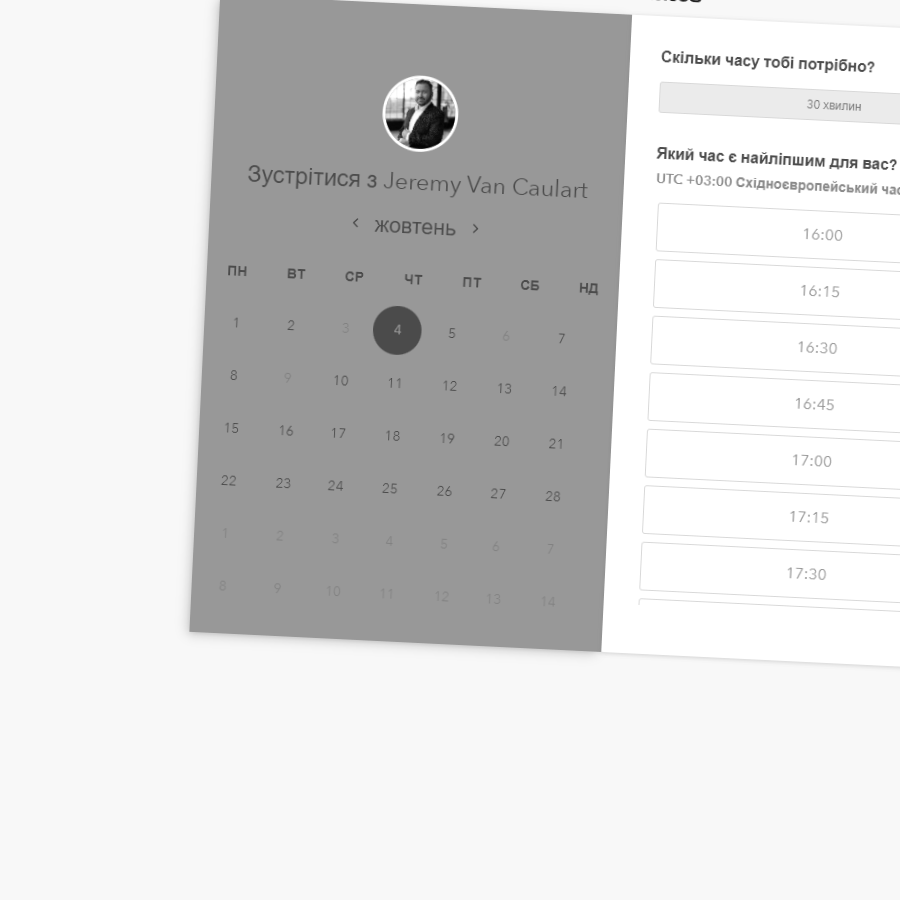 Зустрітися з Jeremy Van Caulart
жовтень
ПН ВТ СР ЧТ ПТ СБ НД
1 2 3 4 5 6 7
8 9 10 11 12 13 14
15 16 17 18 19 20 21
22 23 24 25 26 27 28
1 2 3 4 5 6 7
8 9 10 11 12 13 14
Скільки часу тобі потрібно?
30 хвилин
Який час є найліпшим для вас?
UTC +03:00 Східноєвропейський
16:00
16:15
16:30
16:45
17:00
17:15
17:30